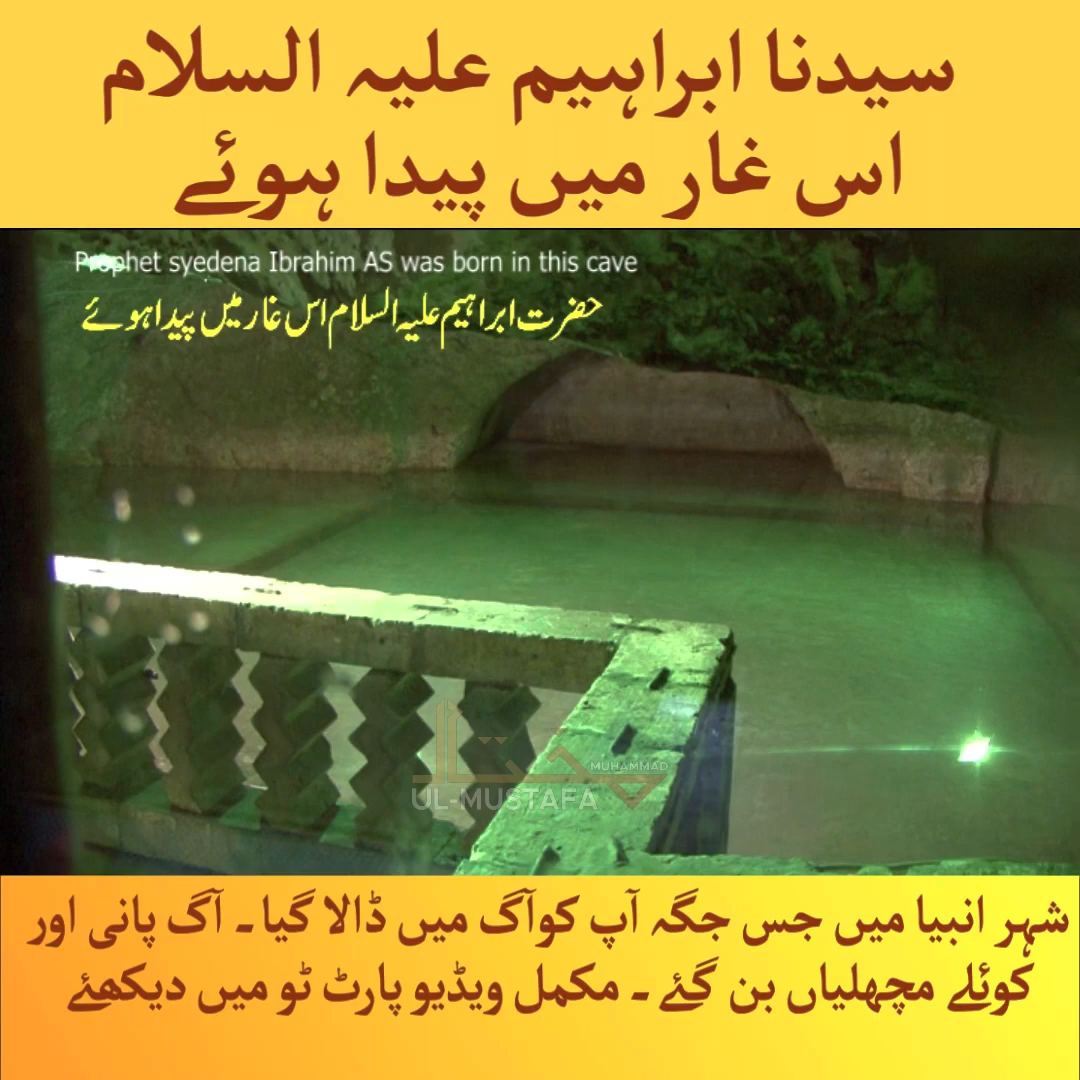 سیدنا ابراہیم علیہ السلام
اس غار میں پیدا ہوئے
Prophet syedena Ibrahim AS was born in this cave
حضرت ابراہیم علیہ السلام اس غار میں پیدا ہوئے
مختار
MUHAMMAD
UL-MUSTAFA
شہر انبیا میں جس جگہ آپ کوآگ میں ڈالا گیا۔ آگ پانی اور
کوئلے مچھلیاں بن گئے ۔ مکمل ویڈیو پارٹ ٹو میں دیکھئے